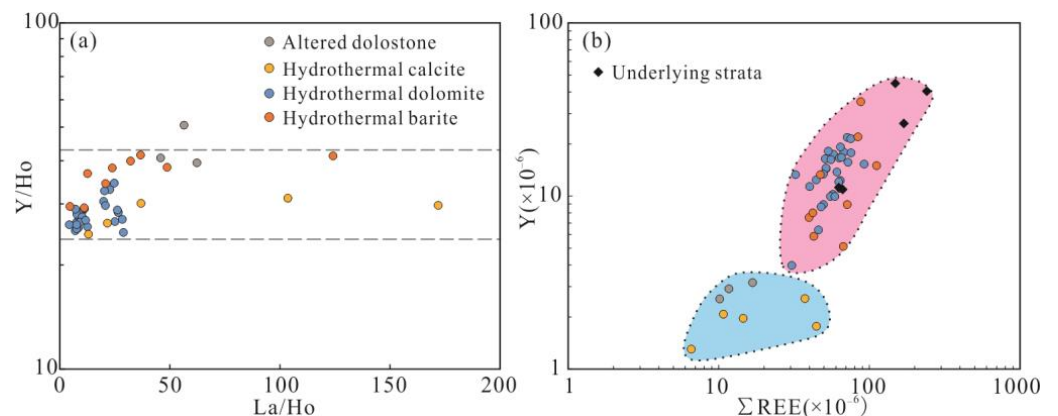 (a)
Altered dolostone
Hydrothermal calcite
Hydrothermal dolomite
Hydrothermal barite
100
10
Y/Ho
0
50
100
150
200
La/Ho
(b)
Underlying strata
100
10
1
Y(×10⁻⁶)
1
10
100
1000
∑REE(×10⁻⁶)